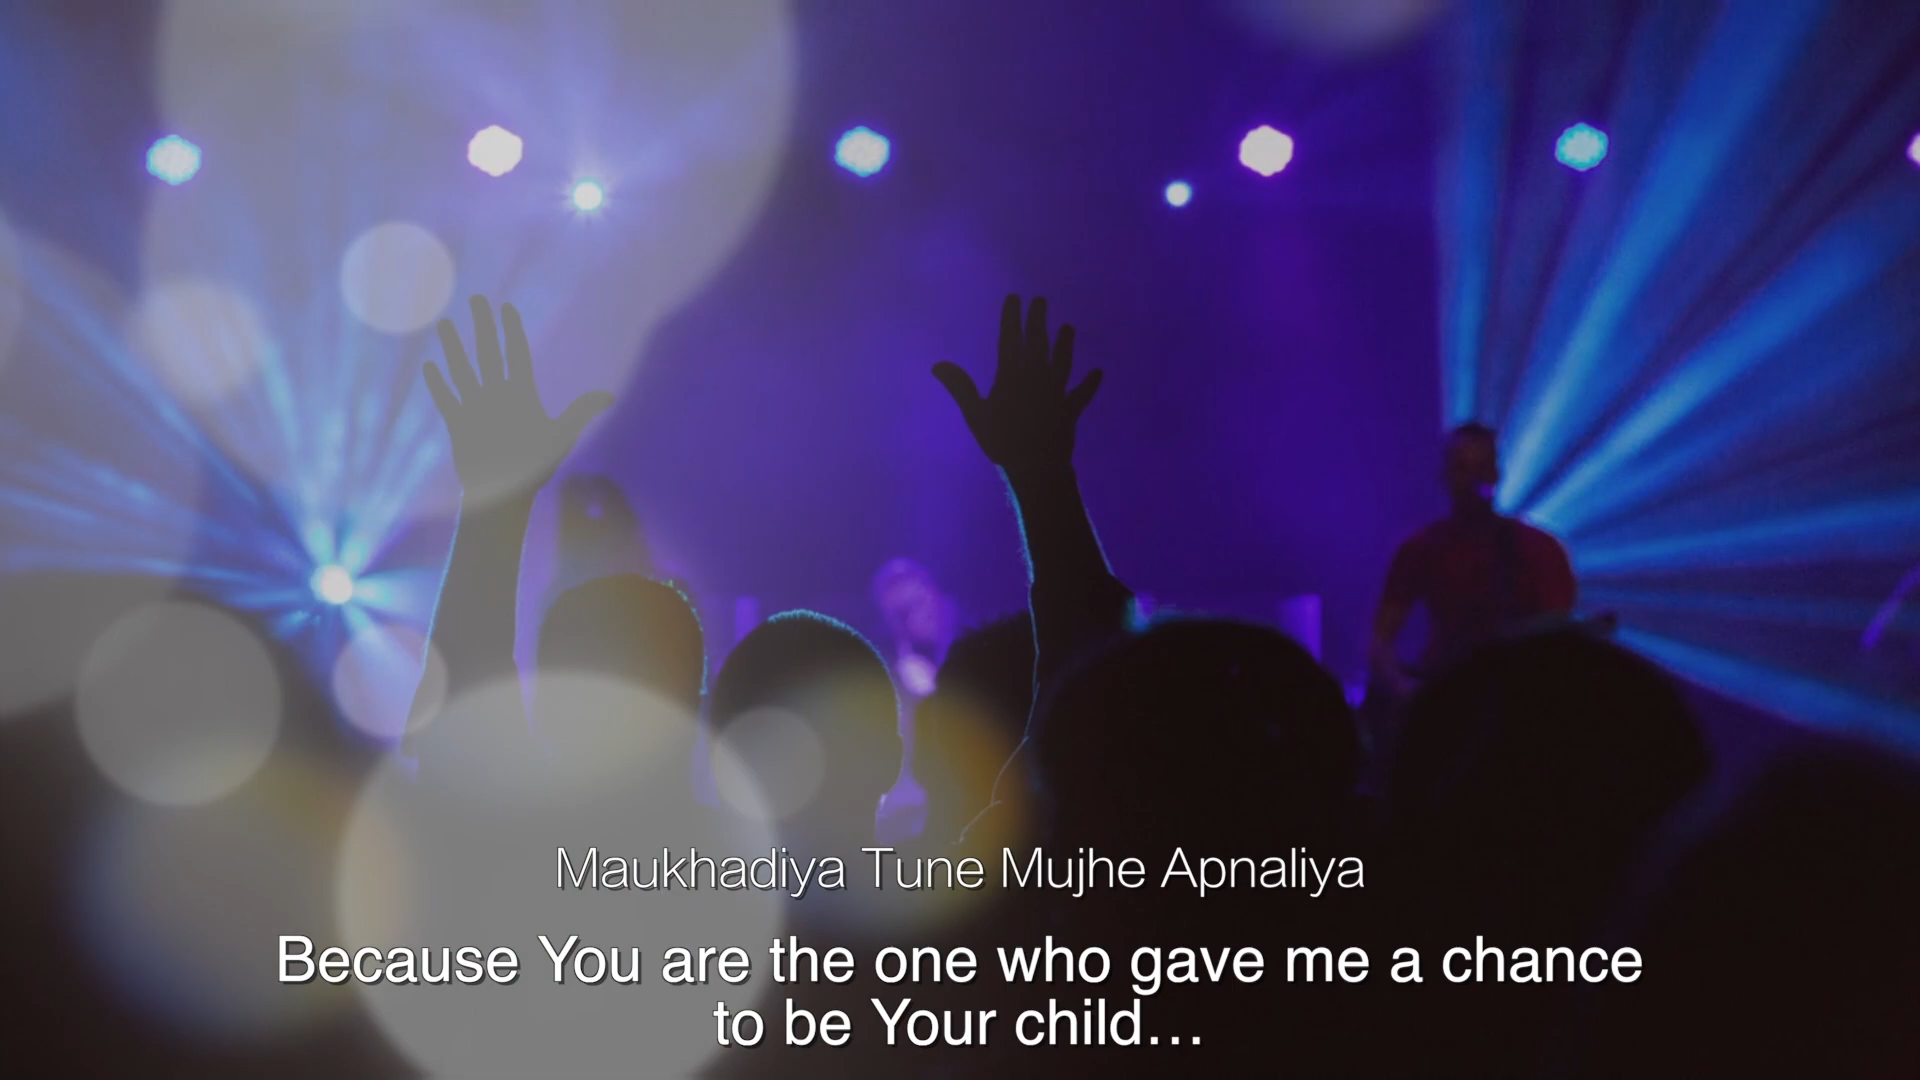 Maukhadiya Tune Mujhe Apnaliya
Because You are the one who gave me a chance
to be Your child…